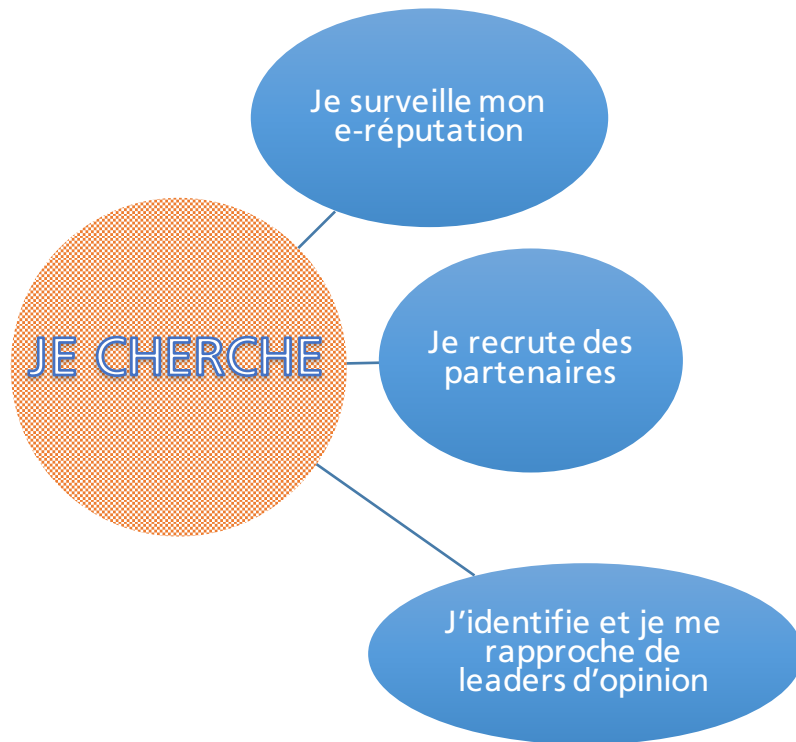 Je surveille mon
e-réputation
JE CHERCHE
Je recrute des
partenaires
J'identifie et je me
rapproche de
leaders d'opinion